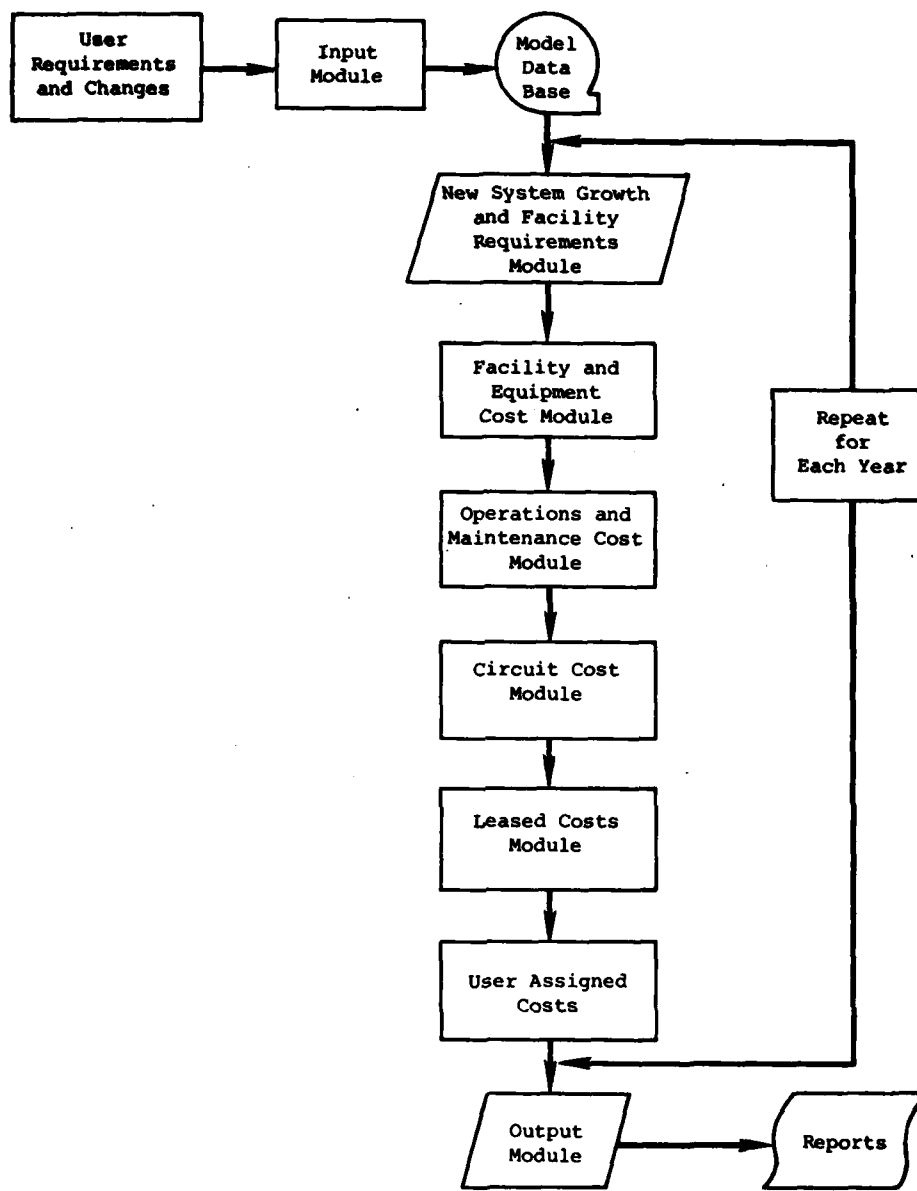 User
Requirements
and Changes
Input
Module
Model
Data
Base
New System Growth
and Facility
Requirements
Module
Facility and
Equipment
Cost Module
Repeat
for
Each Year
Operations and
Maintenance Cost
Module
Circuit Cost
Module
Leased Costs
Module
User Assigned
Costs
Output
Module
Reports